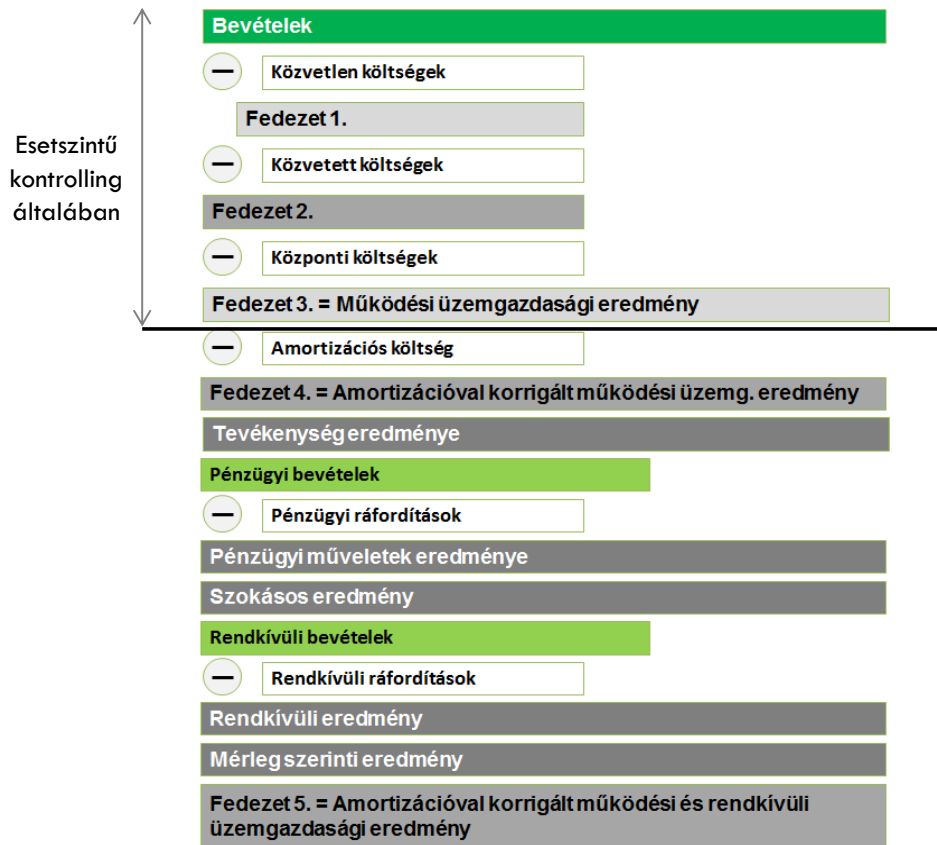 Bevételek
Közvetlen költségek
Fedezet 1.
Esetszintű
kontrolling
általában
Közvetett költségek
Fedezet 2.
Központi költségek
Fedezet 3. = Működési üzemgazdasági eredmény
Amortizációs költség
Fedezet 4. = Amortizációval korrigált működési üzemg. eredmény
Tevékenység eredménye
Pénzügyi bevételek
Pénzügyi ráfordítások
Pénzügyi műveletek eredménye
Szokásos eredmény
Rendkívüli bevételek
Rendkívüli ráfordítások
Rendkívüli eredmény
Mérleg szerinti eredmény
Fedezet 5. = Amortizációval korrigált működési és rendkívüli
üzemgazdasági eredmény